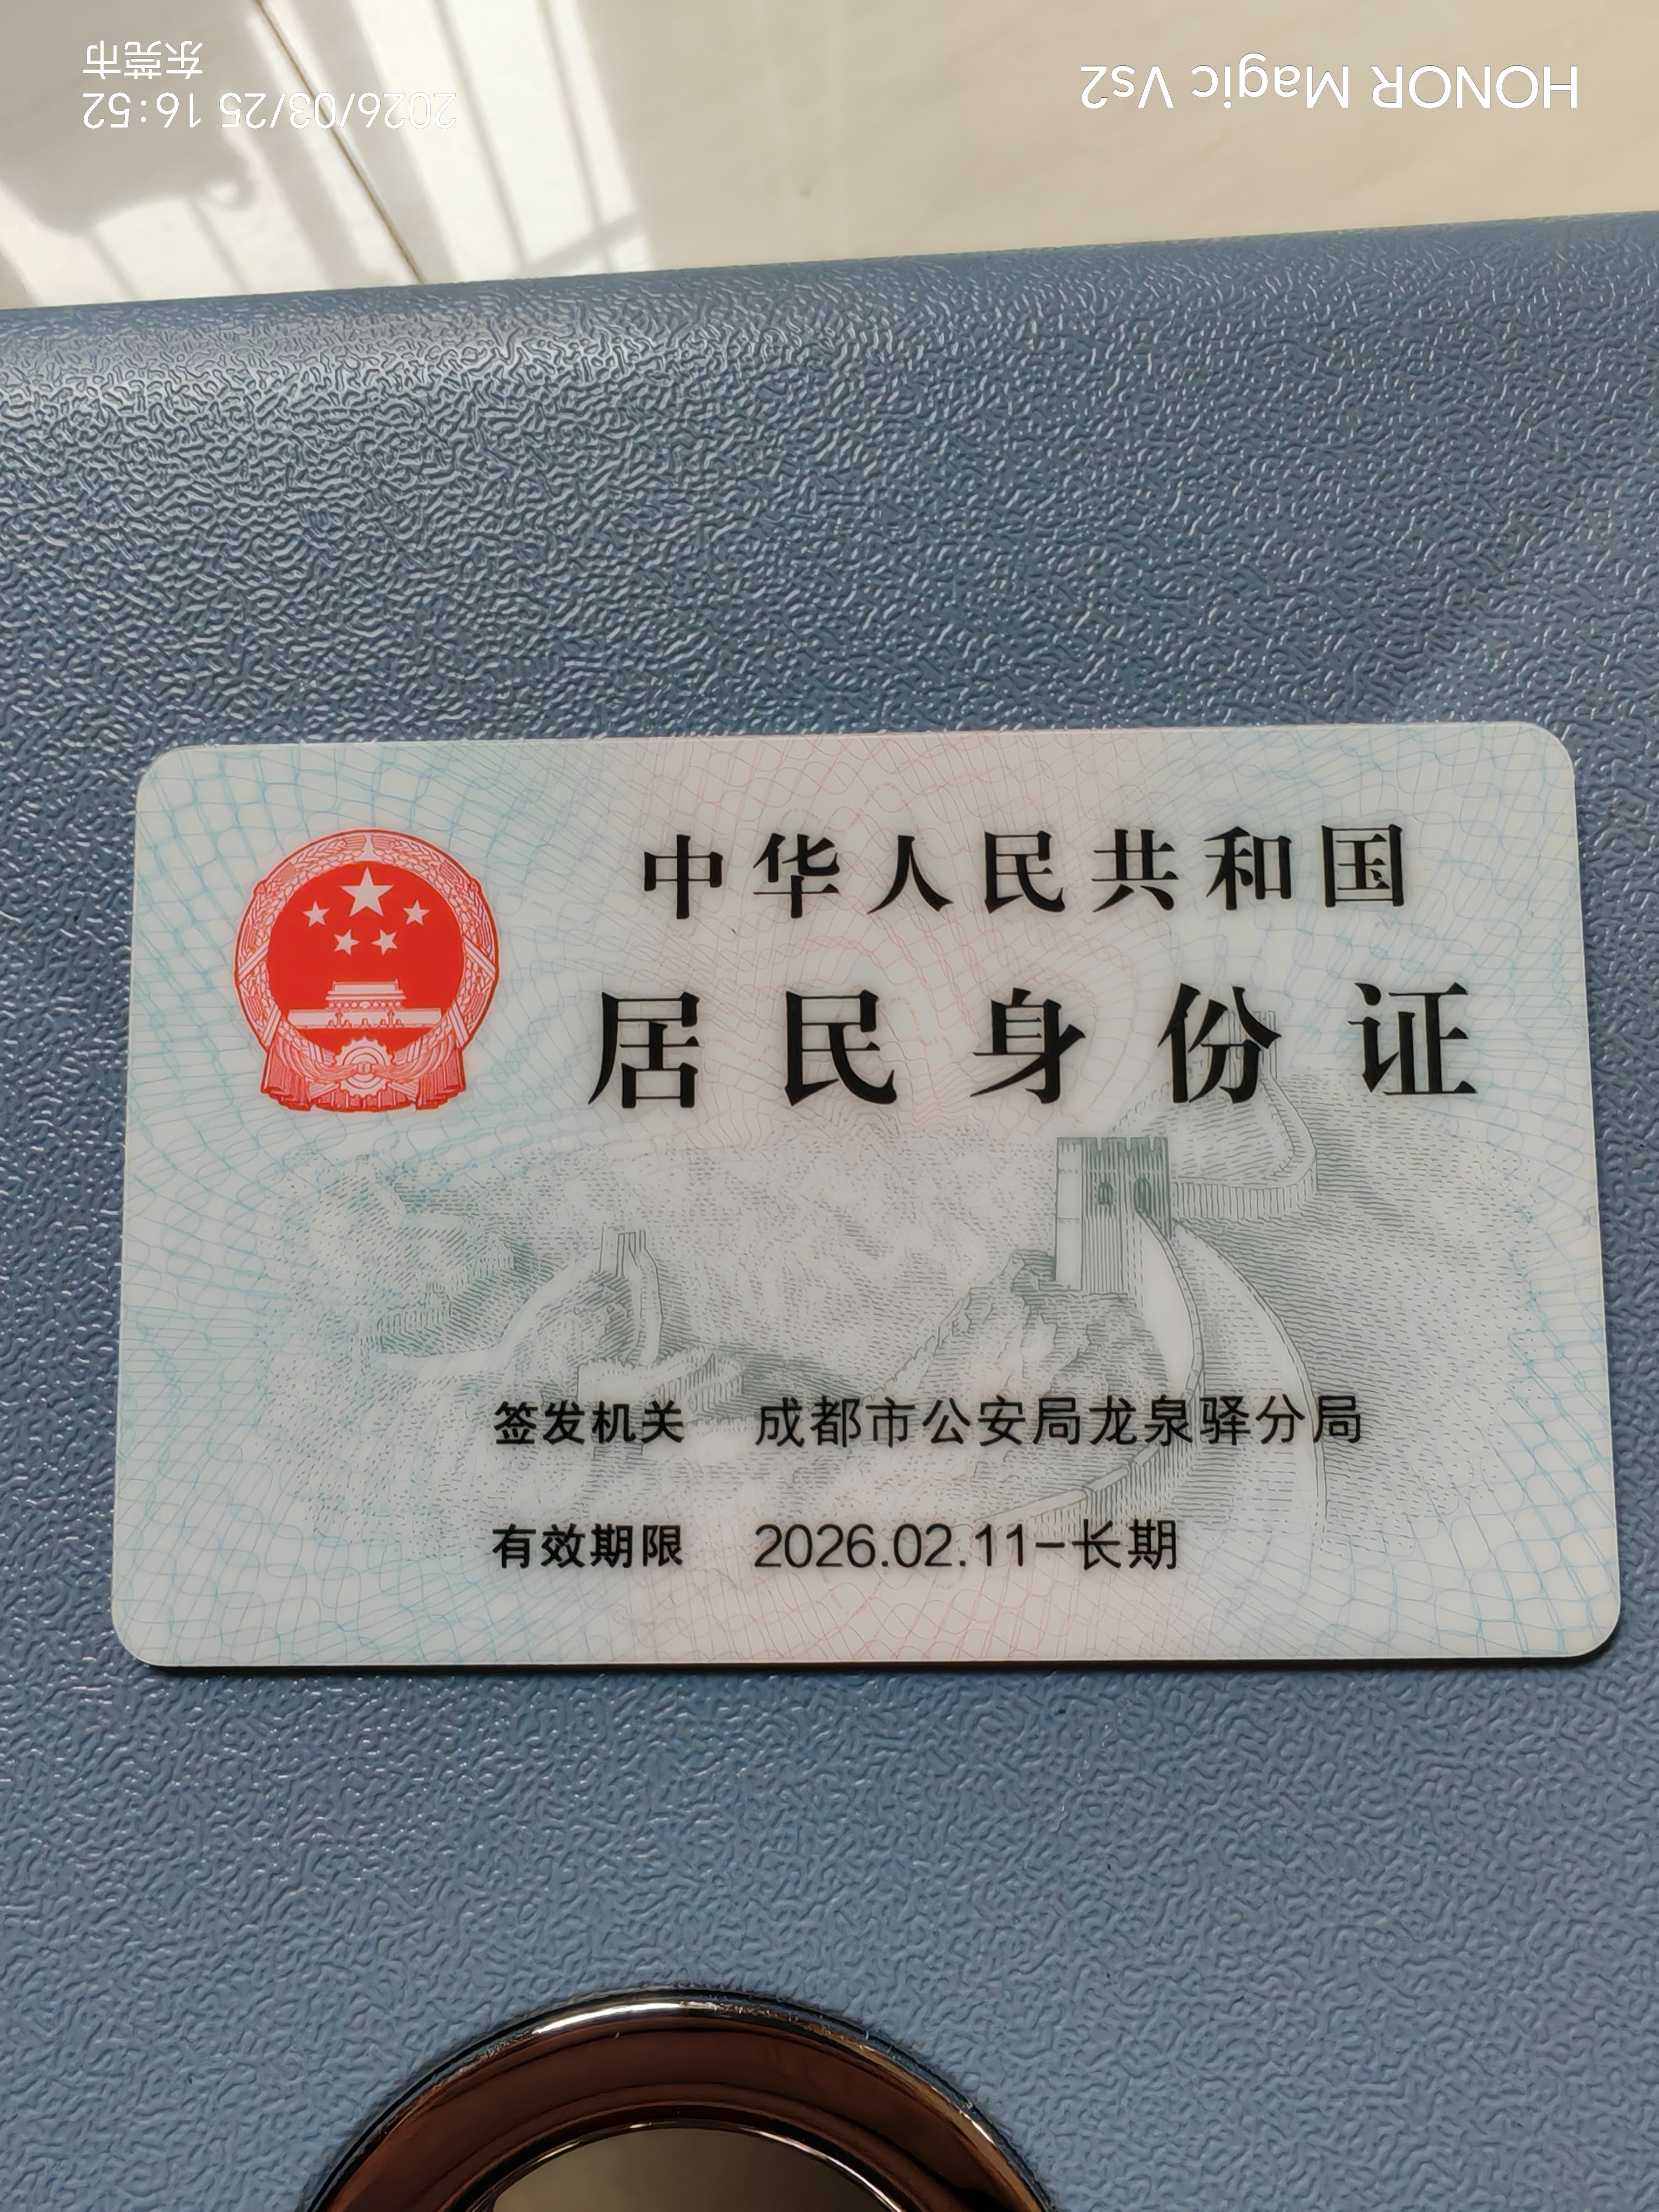 中华人民共和国
居民身份证
签发机关 成都市公安局龙泉驿分局
有效期限 2026.02.11-长期
HONOR Magic Vs2
2026/03/25 16:52
东莞市